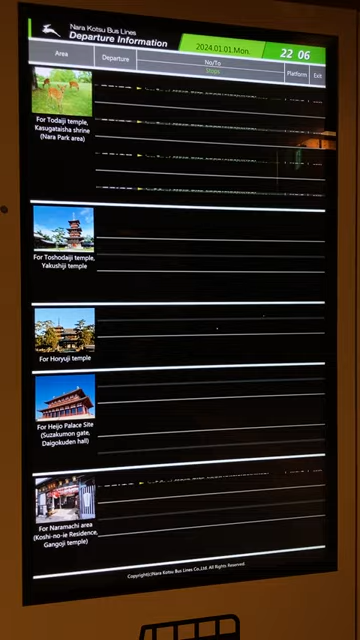 Nara Kotsu Bus Lines
Departure Information
2024.01.01.Mon.
22 06
Area
Departure
No/To
Stops
Platform
Exit
For Todaiji temple,
Kasugataisha shrine
(Nara Park area)
For Toshodaiji temple,
Yakushiji temple
For Horyuji temple
For Heijo Palace Site
(Suzakumon gate,
Daigokuden hall)
For Naramachi area
(Koshi-no-ie Residence,
Gangoji temple)
Copyright(c)Nara Kotsu Bus Lines Co.,Ltd. All Rights Reserved.